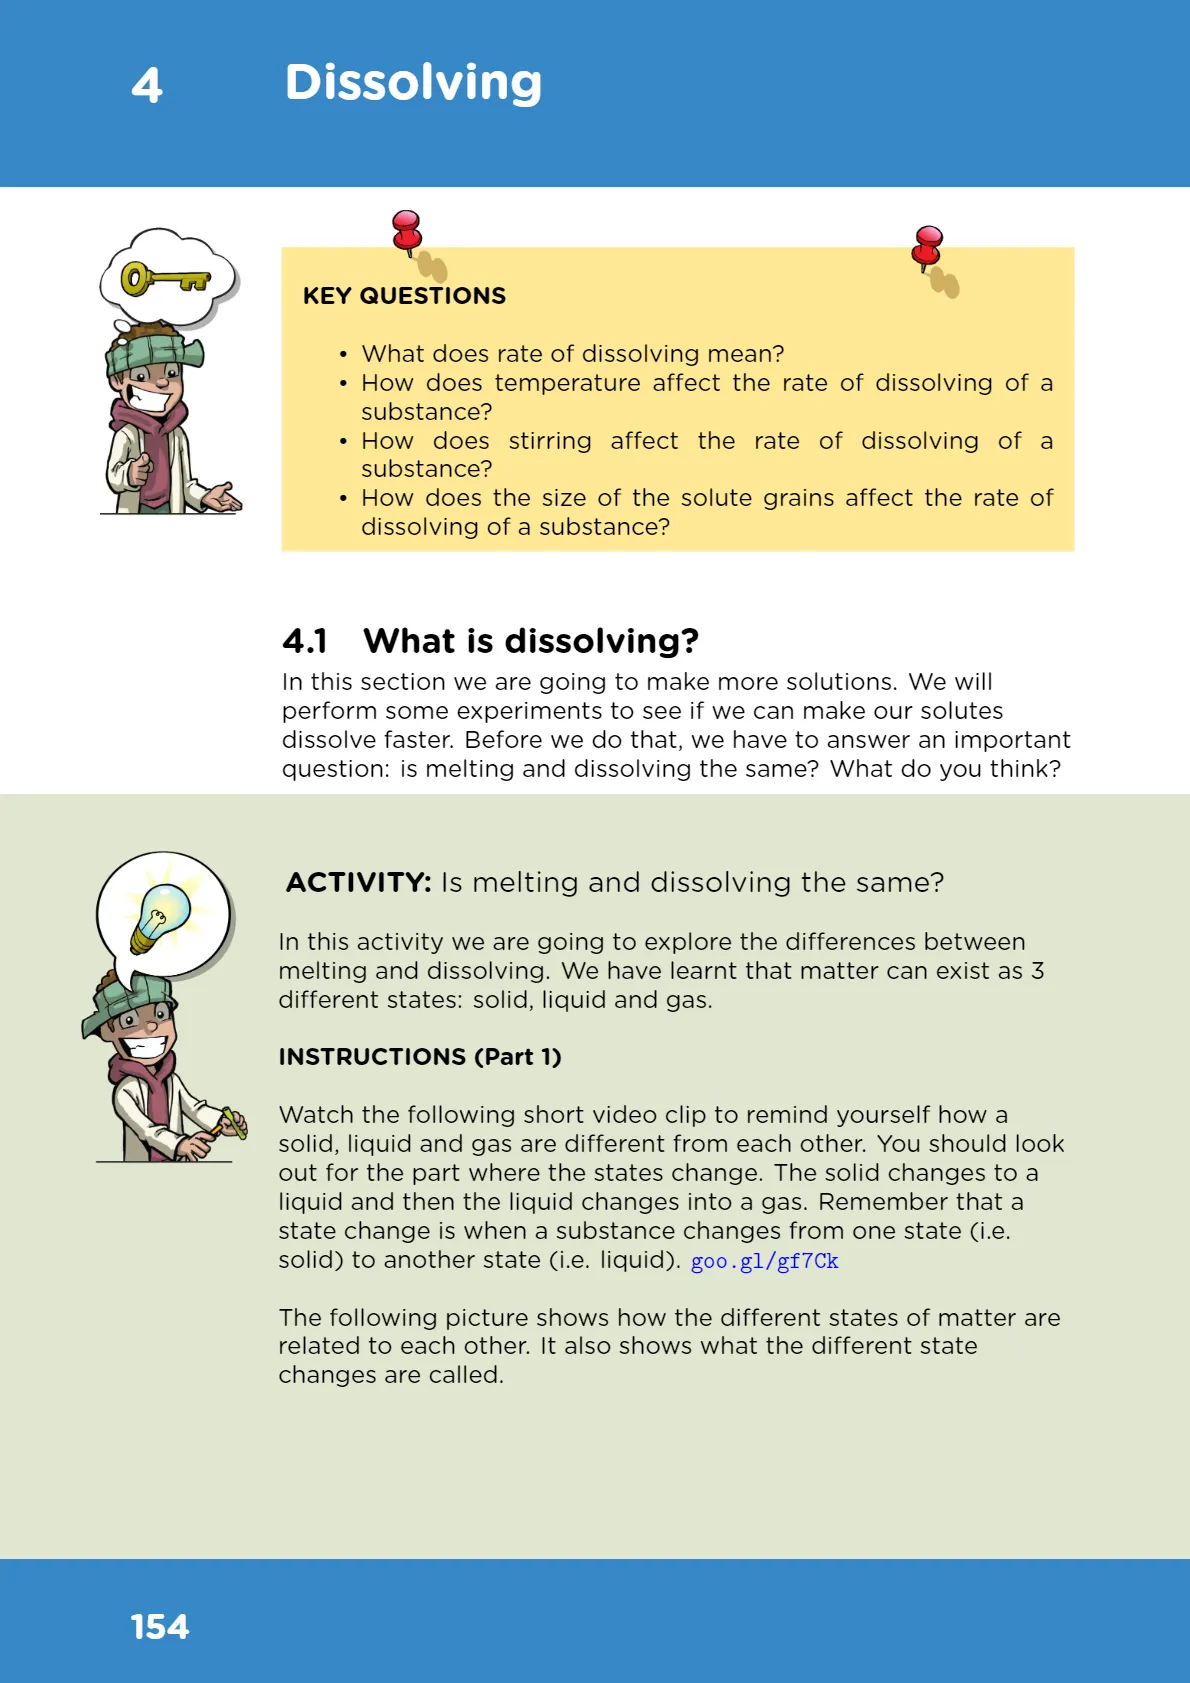 4 Dissolving
KEY QUESTIONS
• What does rate of dissolving mean?
• How does temperature affect the rate of dissolving of a
substance?
• How does stirring affect the rate of dissolving of a
substance?
• How does the size of the solute grains affect the rate of
dissolving of a substance?
4.1 What is dissolving?
In this section we are going to make more solutions. We will
perform some experiments to see if we can make our solutes
dissolve faster. Before we do that, we have to answer an important
question: is melting and dissolving the same? What do you think?
ACTIVITY: Is melting and dissolving the same?
In this activity we are going to explore the differences between
melting and dissolving. We have learnt that matter can exist as 3
different states: solid, liquid and gas.
INSTRUCTIONS (Part 1)
Watch the following short video clip to remind yourself how a
solid, liquid and gas are different from each other. You should look
out for the part where the states change. The solid changes to a
liquid and then the liquid changes into a gas. Remember that a
state change is when a substance changes from one state (i.e.
solid) to another state (i.e. liquid). goo.gl/gf7Ck
The following picture shows how the different states of matter are
related to each other. It also shows what the different state
changes are called.
154